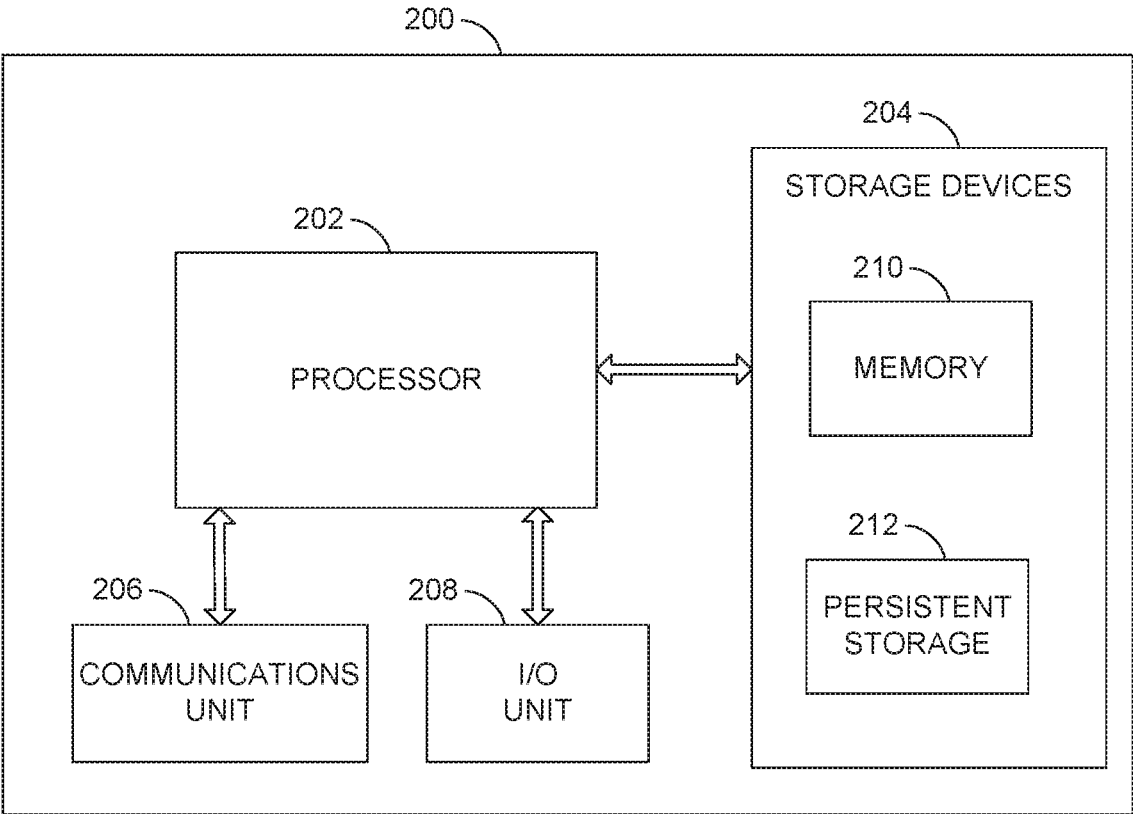 200
204
STORAGE DEVICES
202
210
PROCESSOR
MEMORY
212
206
208
PERSISTENT
STORAGE
COMMUNICATIONS
UNIT
I/O
UNIT